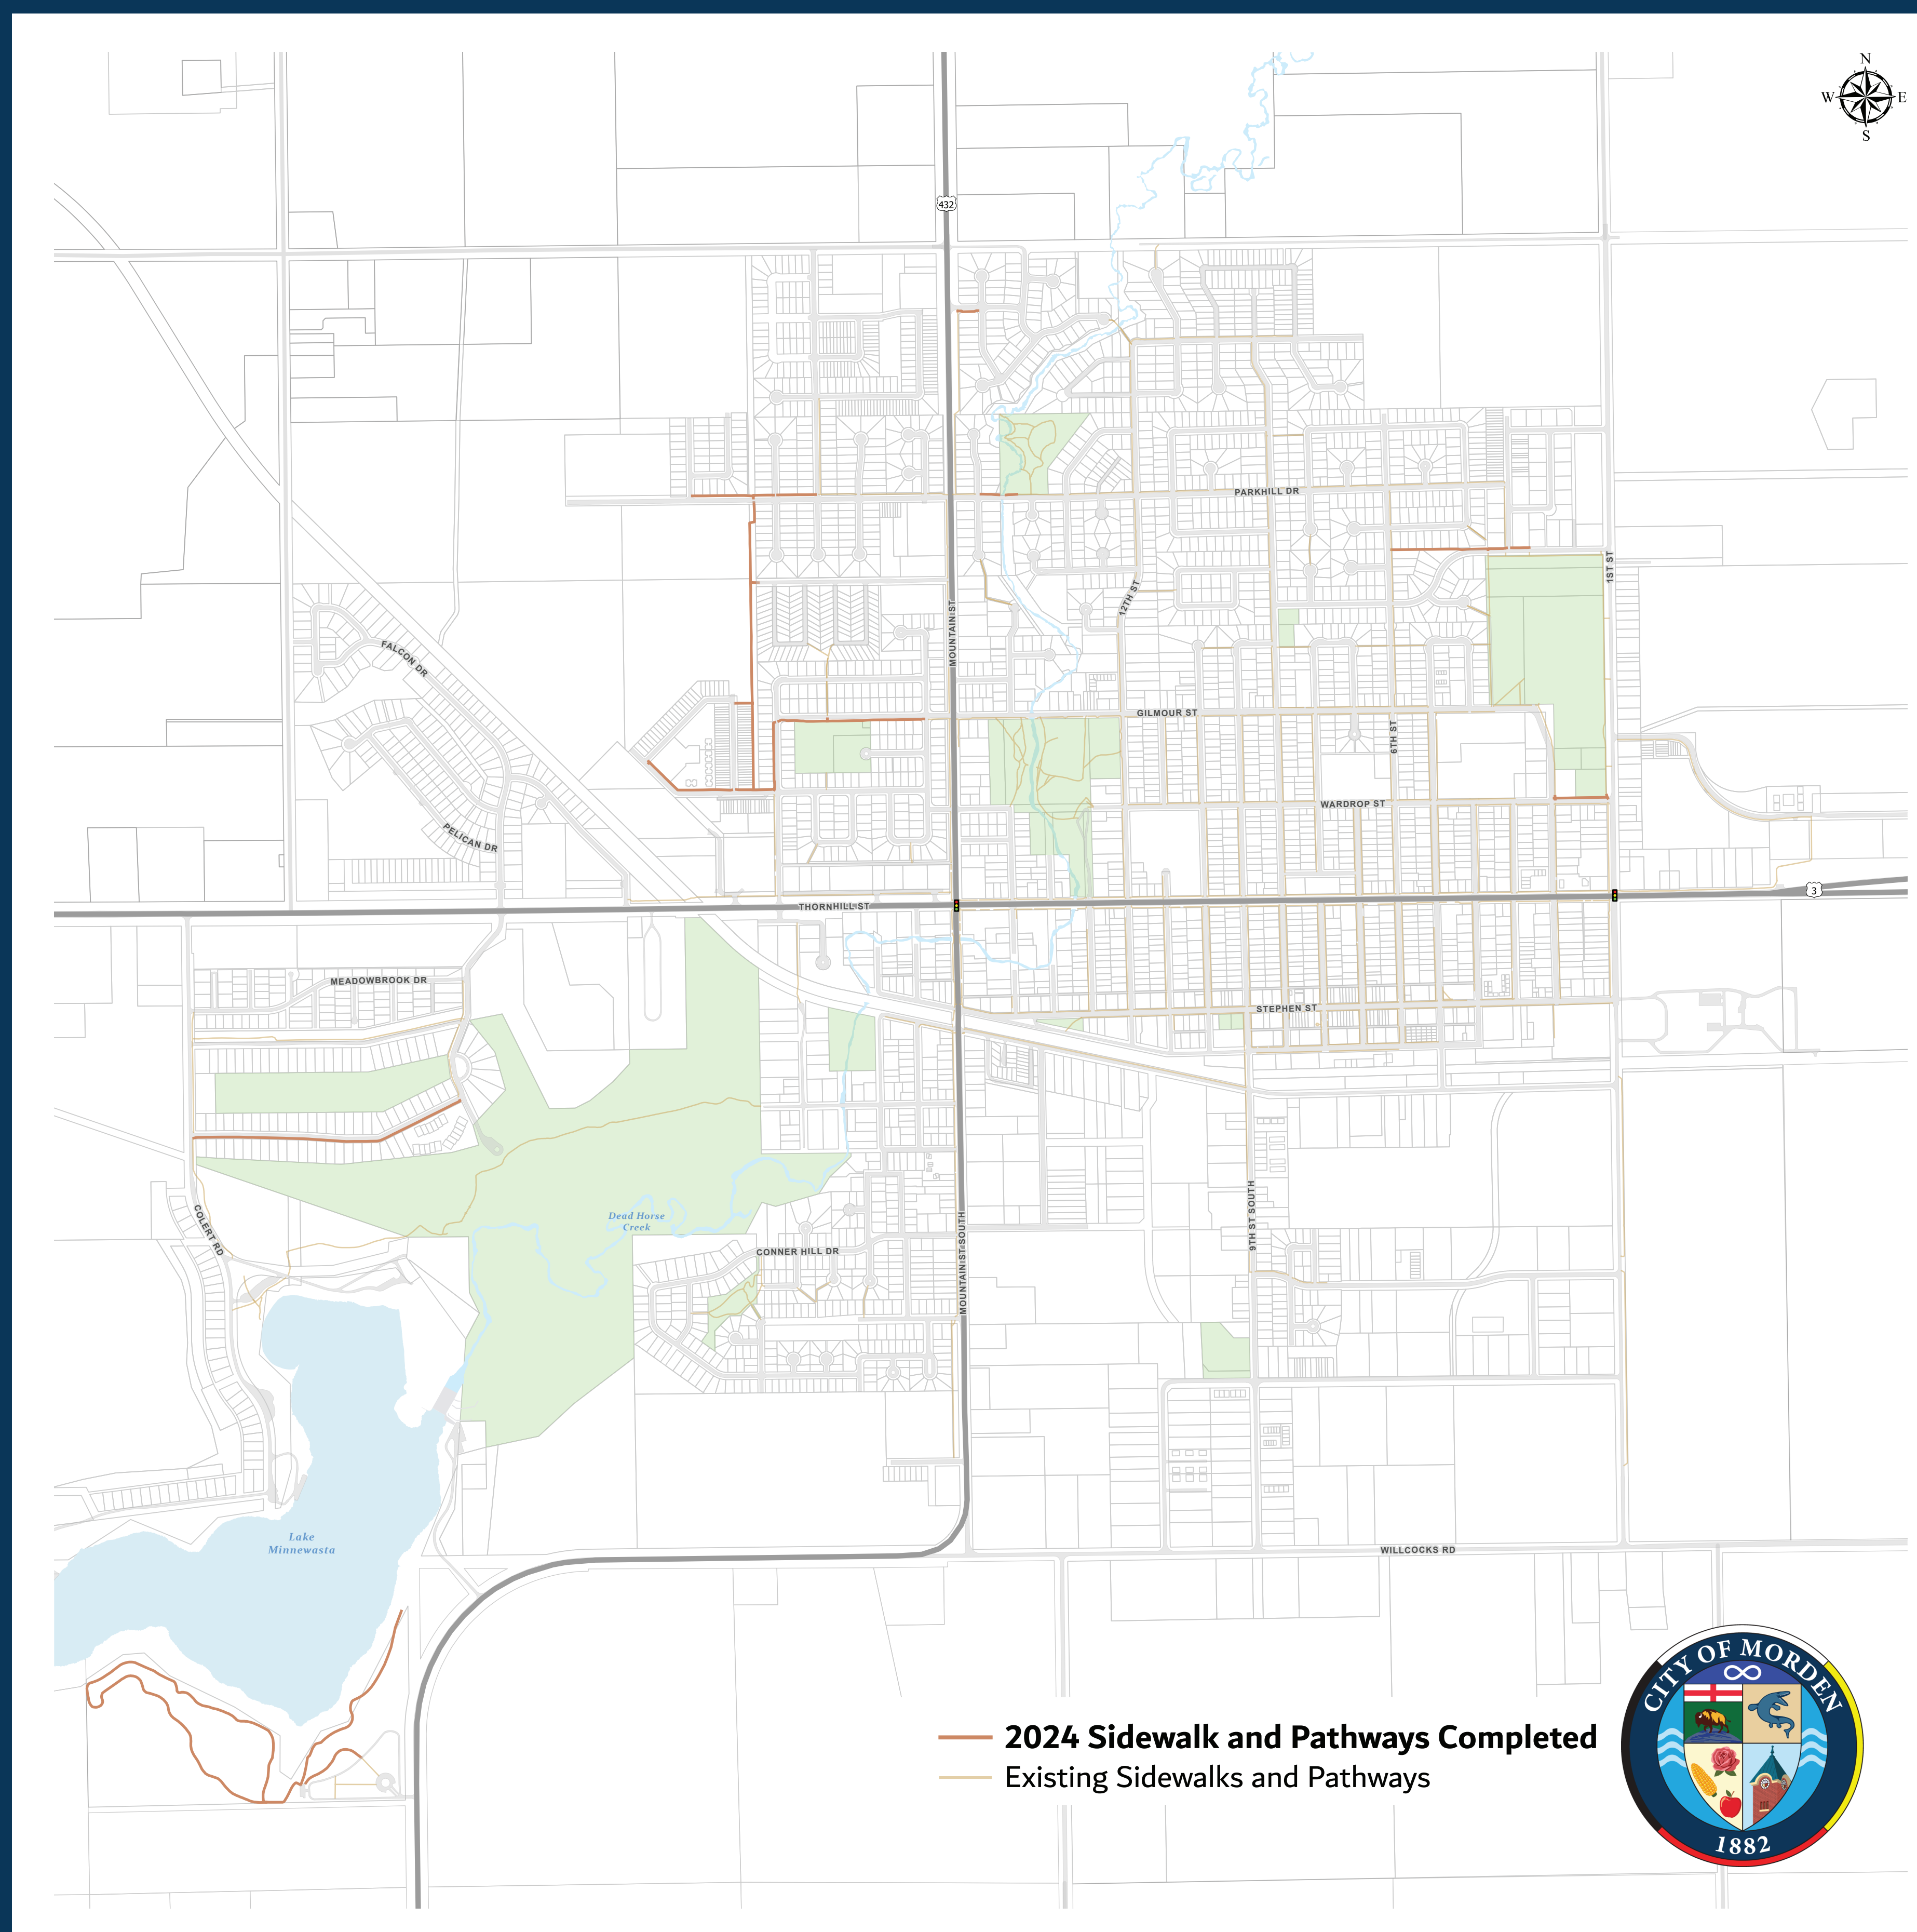 N
W
E
S
432
PARKHILL DR
1ST ST
12TH ST
MOUNTAIN ST
FALCON DR
GILMOUR ST
6TH ST
WARDROP ST
PELICAN DR
3
THORNHILL ST
MEADOWBROOK DR
STEPHEN ST
COLERT RD
Dead Horse
Creek
9TH ST SOUTH
CONNER HILL DR
MOUNTAIN ST SOUTH
Lake
Minnewasta
WILLCOCKS RD
2024 Sidewalk and Pathways Completed
Existing Sidewalks and Pathways
CITY OF MORDEN
1882